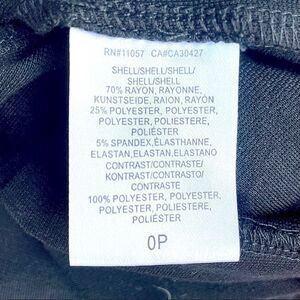 RN#11057 CA#CA30427
SHELL/SHELL/SHELL/
SHELL/SHELL
70% RAYON, RAYONNE,
KUNSTSEIDE, RAION, RAYÓN
25% POLYESTER, POLYESTER,
POLYESTER, POLIESTERE,
POLIÉSTER
5% SPANDEX,ÉLASTHANNE,
ELASTAN,ELASTAN,ELASTANO
CONTRAST/CONTRASTE/
KONTRAST/CONTRASTO/
CONTRASTE
100% POLYESTER, POLYESTER,
POLYESTER, POLIESTERE,
POLIÉSTER
0P